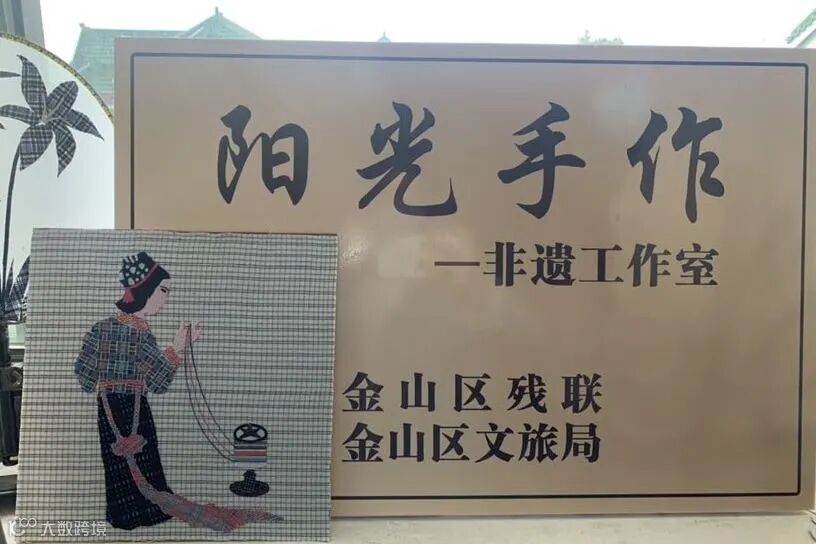 阳光手作
—非遗工作室
金山区残联
金山区文旅局
大数跨境